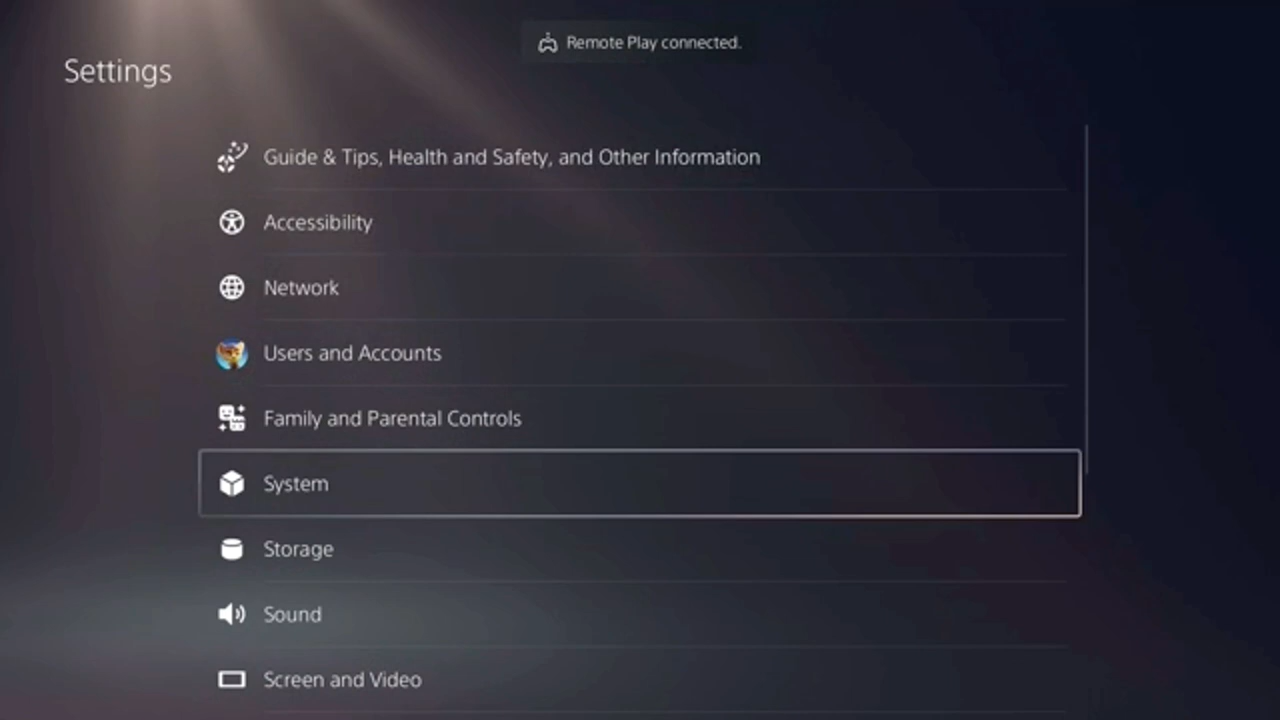 Remote Play connected.
Settings
Guide & Tips, Health and Safety, and Other Information
Accessibility
Network
Users and Accounts
Family and Parental Controls
System
Storage
Sound
Screen and Video